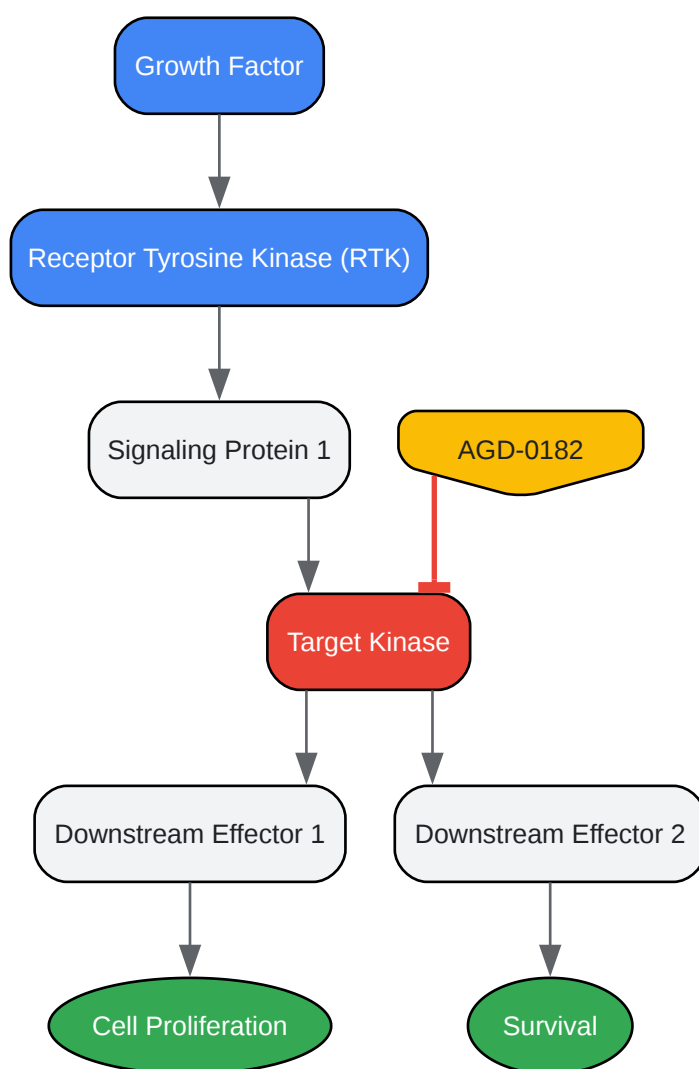 Growth Factor
Receptor Tyrosine Kinase (RTK)
Signaling Protein 1
AGD-0182
Target Kinase
Downstream Effector 1
Downstream Effector 2
Cell Proliferation
Survival